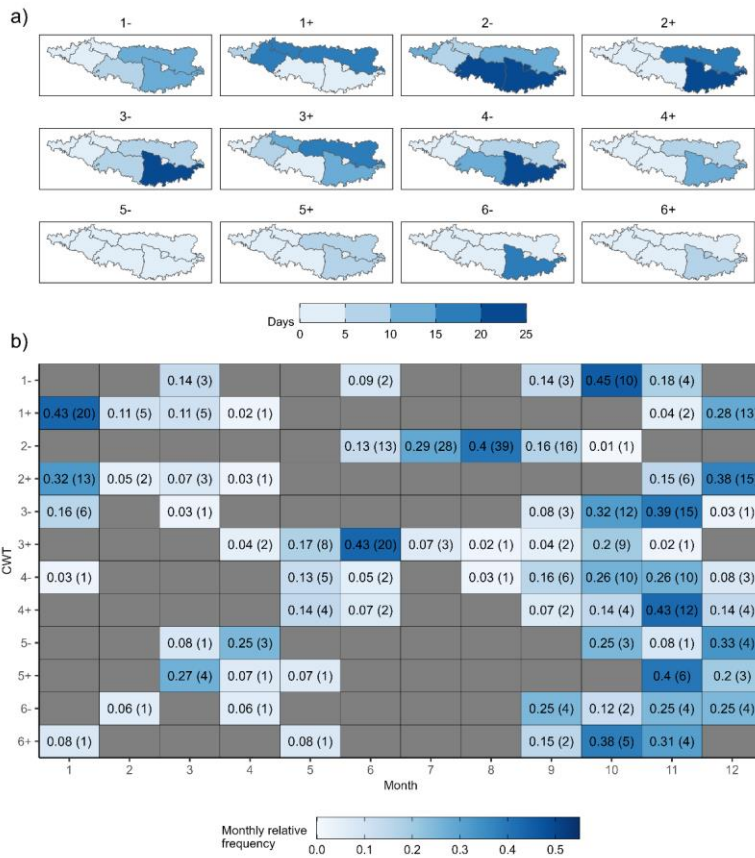 a)
1- 1+ 2- 2+
3- 3+ 4- 4+
5- 5+ 6- 6+
Days
0 5 10 15 20 25
b)
1- 0.14 (3) 0.09 (2) 0.14 (3) 0.45 (10) 0.18 (4)
1+ 0.43 (20) 0.11 (5) 0.11 (5) 0.02 (1) 0.04 (2) 0.28 (13)
2- 0.13 (13) 0.29 (28) 0.4 (39) 0.16 (16) 0.01 (1)
2+ 0.32 (13) 0.05 (2) 0.07 (3) 0.03 (1) 0.15 (6) 0.38 (15)
3- 0.16 (6) 0.03 (1) 0.08 (3) 0.32 (12) 0.39 (15) 0.03 (1)
3+ 0.04 (2) 0.17 (8) 0.43 (20) 0.07 (3) 0.02 (1) 0.04 (2) 0.2 (9) 0.02 (1)
CWT
4- 0.03 (1) 0.13 (5) 0.05 (2) 0.03 (1) 0.16 (6) 0.26 (10) 0.26 (10) 0.08 (3)
4+ 0.14 (4) 0.07 (2) 0.07 (2) 0.14 (4) 0.43 (12) 0.14 (4)
5- 0.08 (1) 0.25 (3) 0.25 (3) 0.08 (1) 0.33 (4)
5+ 0.27 (4) 0.07 (1) 0.07 (1) 0.4 (6) 0.2 (3)
6- 0.06 (1) 0.06 (1) 0.25 (4) 0.12 (2) 0.25 (4) 0.25 (4)
6+ 0.08 (1) 0.08 (1) 0.15 (2) 0.38 (5) 0.31 (4)
1 2 3 4 5 6 7 8 9 10 11 12
Month
Monthly relative
frequency
0.0 0.1 0.2 0.3 0.4 0.5